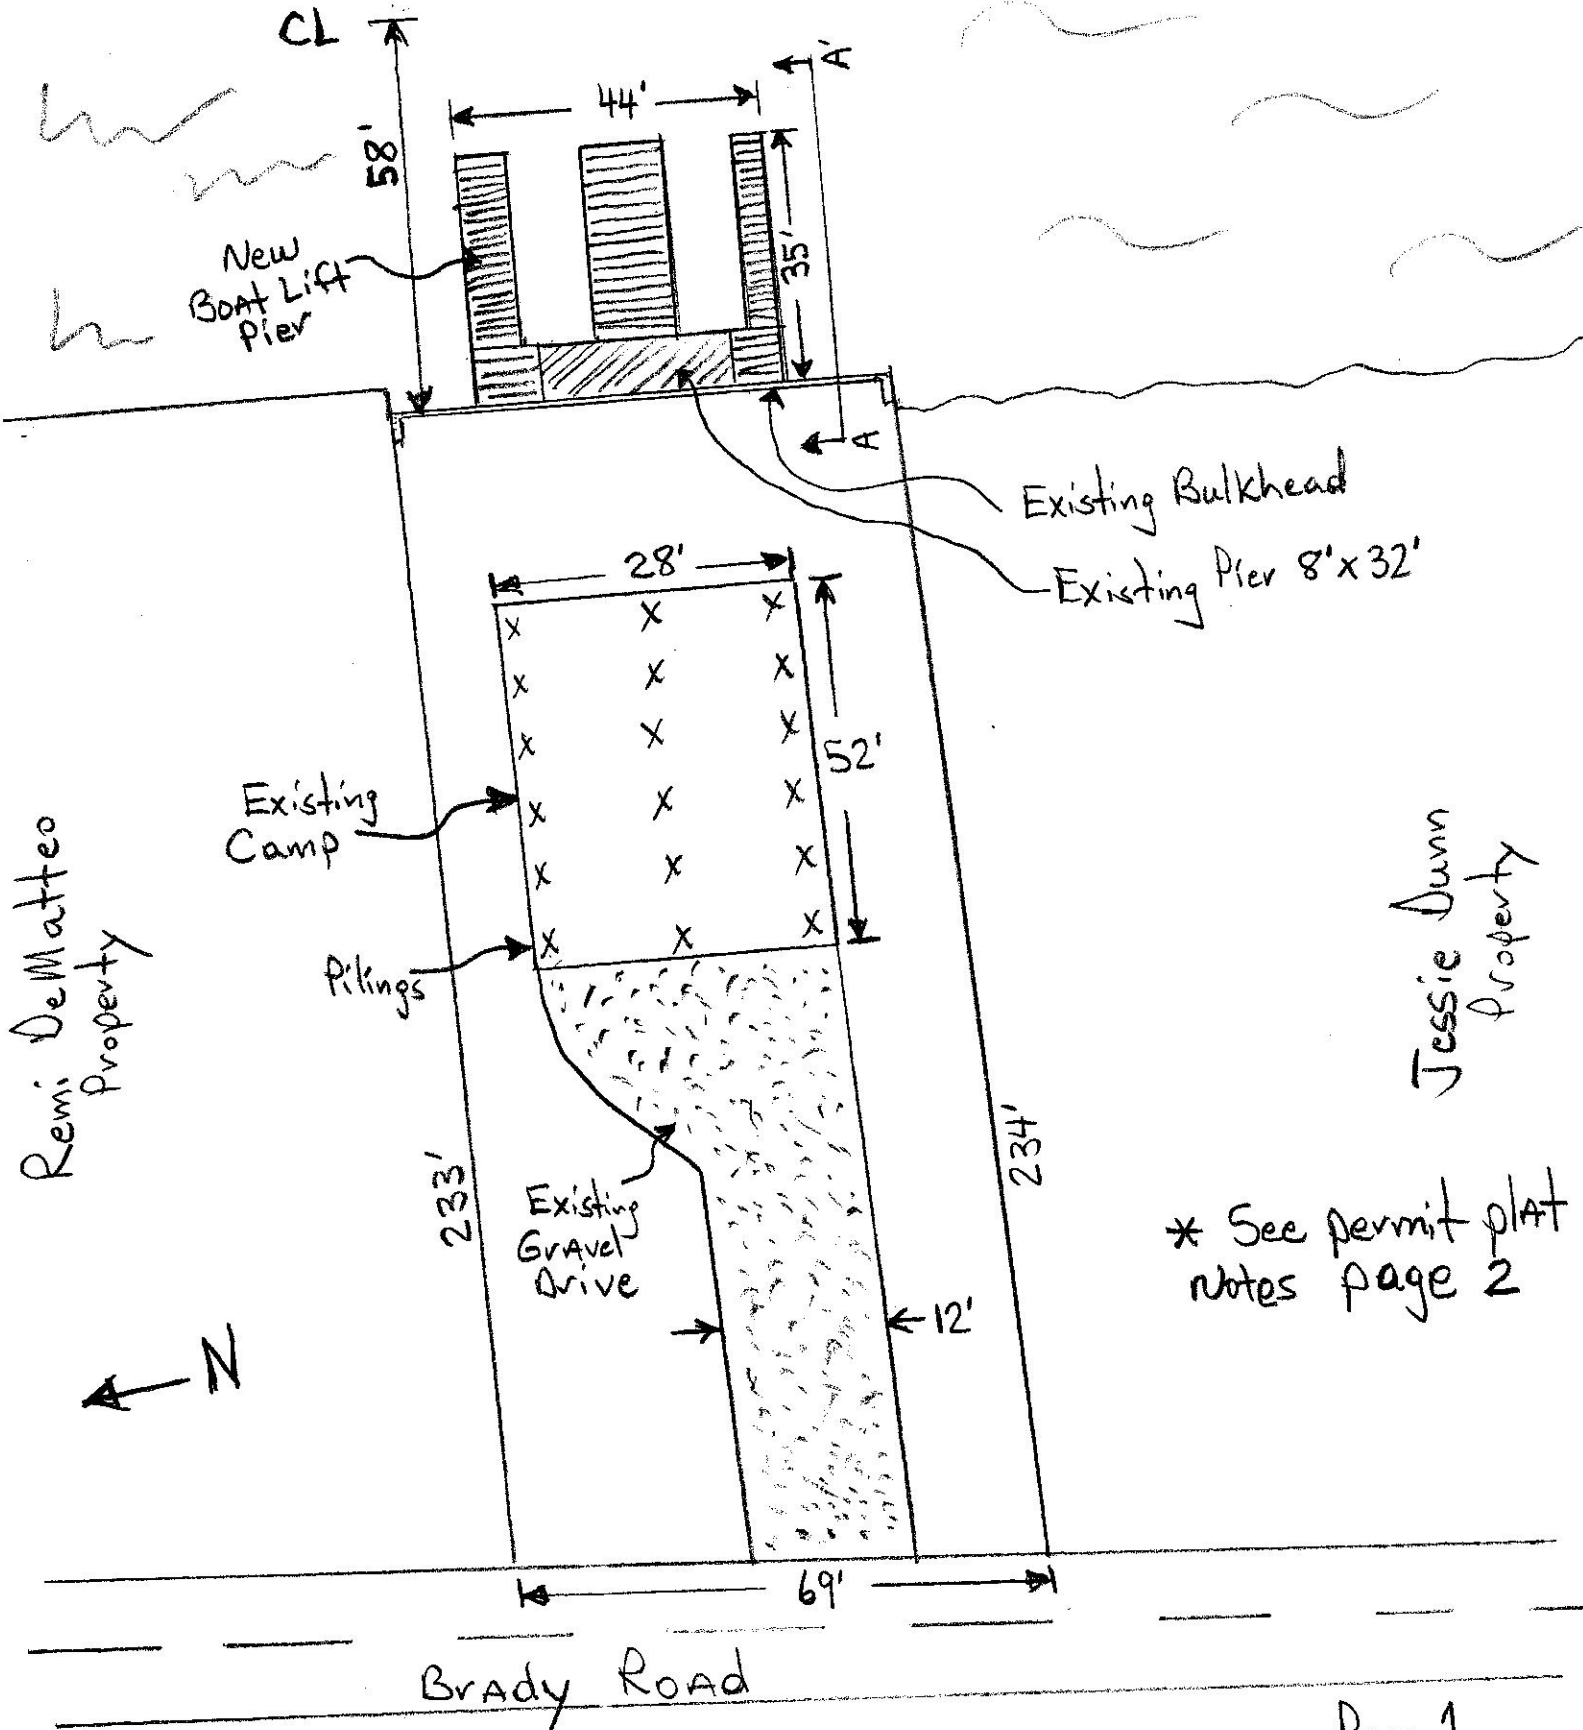 CL
A'
44'
58'
35'
New
Boat Lift
Pier
A
Existing Bulkhead
Existing Pier 8'x32'
28'
52'
Existing
Camp
Pilings
Remi DeMatteo
Property
Jessie Dunn
Property
233'
234'
Existing
Gravel
Drive
* See permit plat
Notes page 2
12'
N
69'
Brady Road